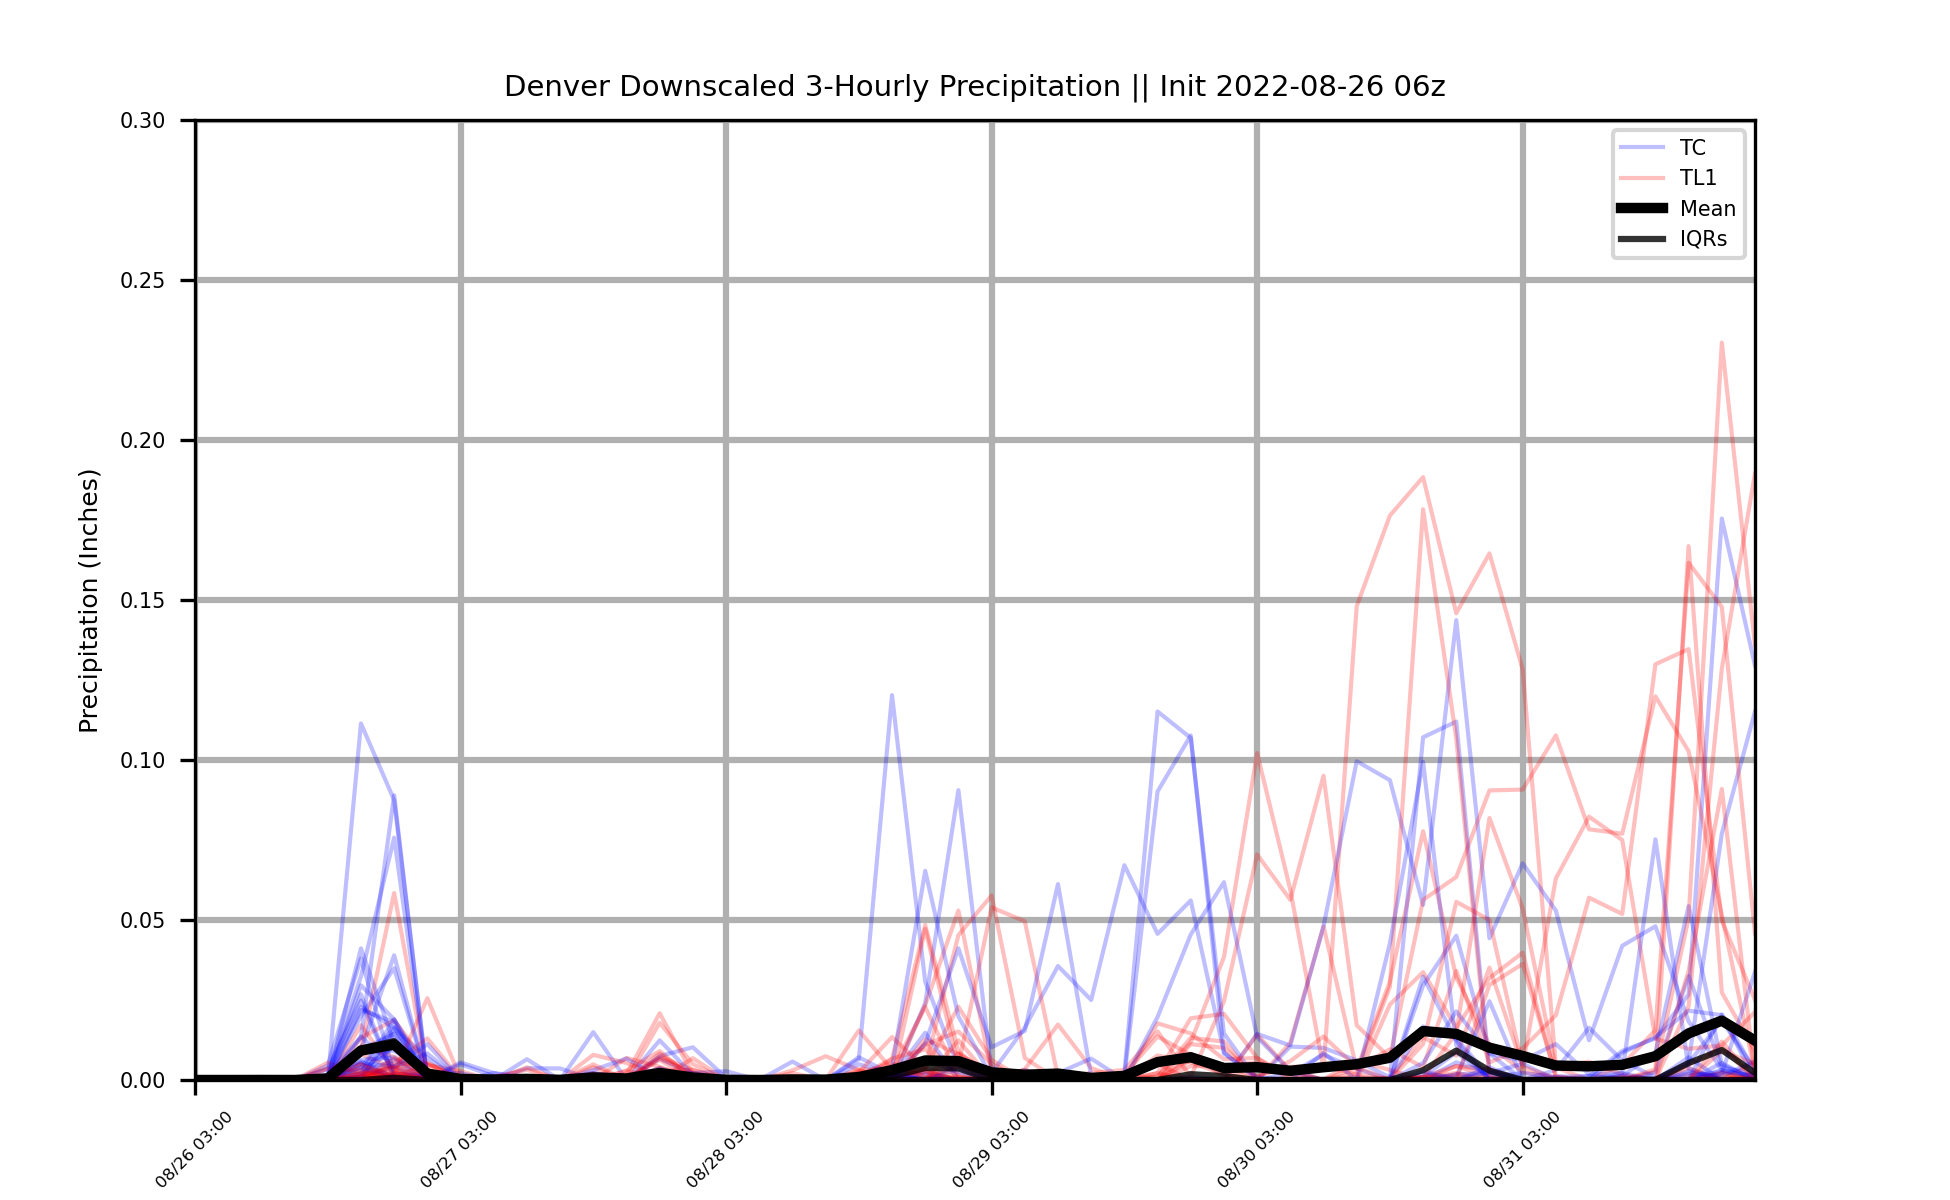 Denver Downscaled 3-Hourly Precipitation || Init 2022-08-26 06z
Precipitation (Inches)
0.30
0.25
0.20
0.15
0.10
0.05
0.00
TC
TL1
Mean
IQRs
08/26 03:00
08/27 03:00
08/28 03:00
08/29 03:00
08/30 03:00
08/31 03:00